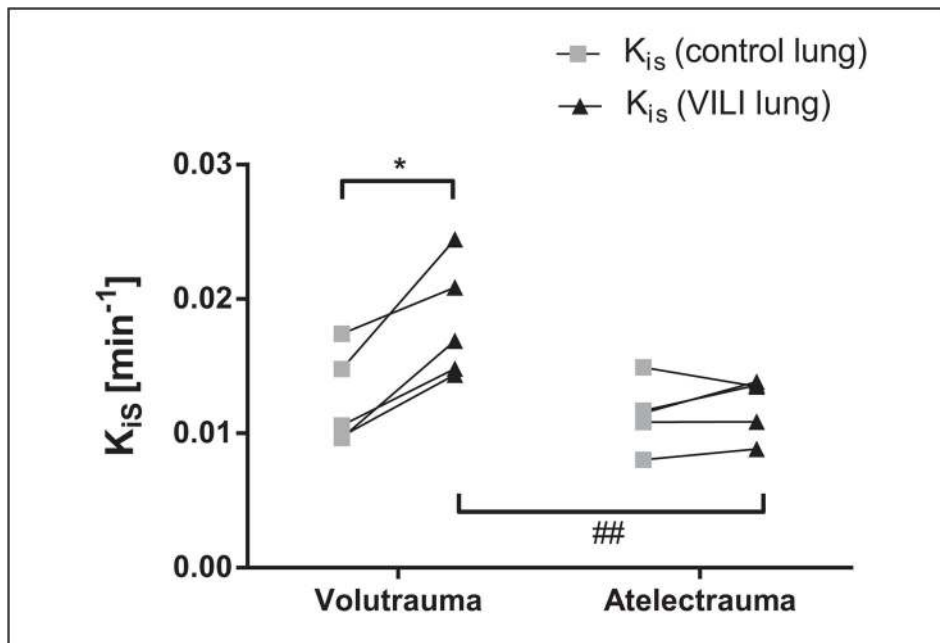 K_is (control lung)
K_is (VILI lung)
K_is [min^-1]
0.03
0.02
0.01
0.00
*
##
Volutrauma
Atelectrauma